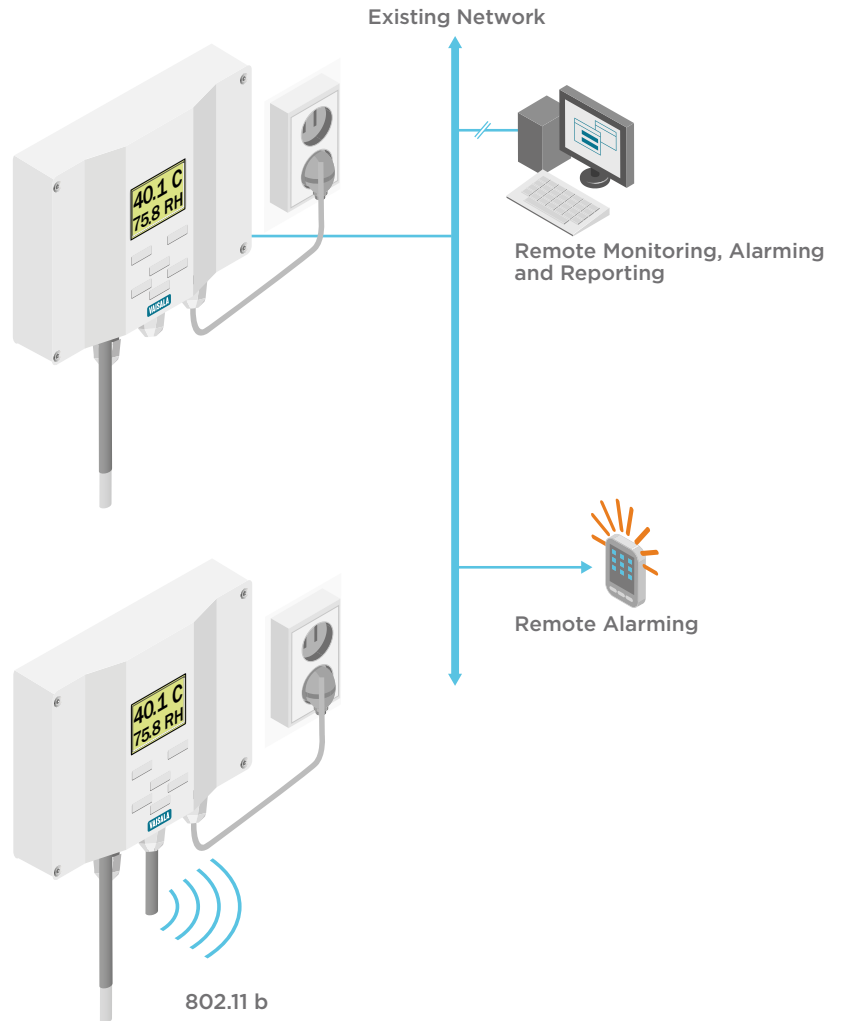 Existing Network
40.1 C
75.8 RH
VAISALA
Remote Monitoring, Alarming
and Reporting
Remote Alarming
40.1 C
75.8 RH
VAISALA
802.11 b